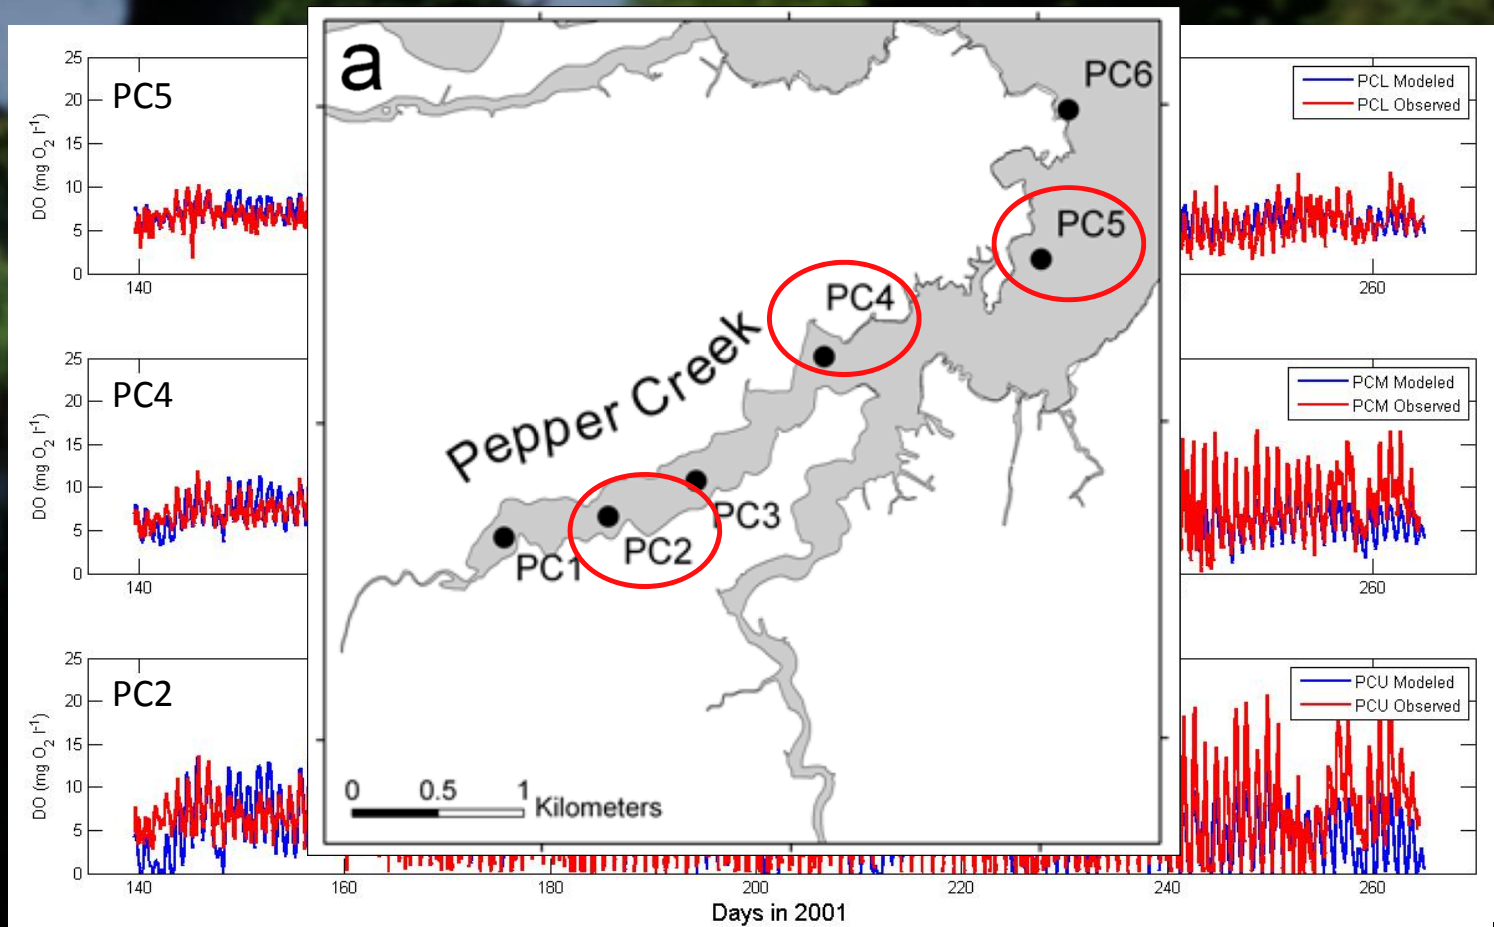 a
PC6
PC5
PC4
Pepper Creek
PC3
PC2
PC1
0 0.5 1 Kilometers
PC5
25
20
15
10
5
0
DO (mg O2 l-1)
140
260
PCL Modeled
PCL Observed
PC4
25
20
15
10
5
0
DO (mg O2 l-1)
140
260
PCM Modeled
PCM Observed
PC2
25
20
15
10
5
0
DO (mg O2 l-1)
140 160 180 200 220 240 260
Days in 2001
PCU Modeled
PCU Observed